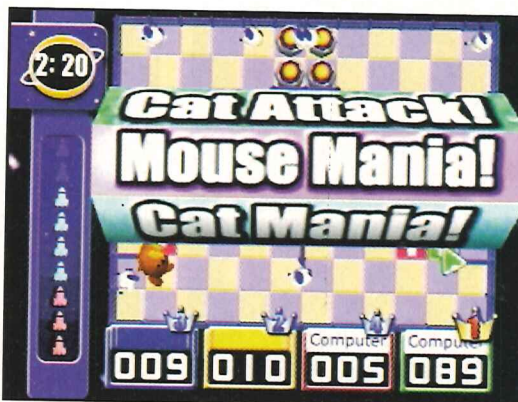 2:20
Cat Attack!
Mouse Mania!
Cat Mania!
3 2 4 1
Computer Computer
009 010 005 089